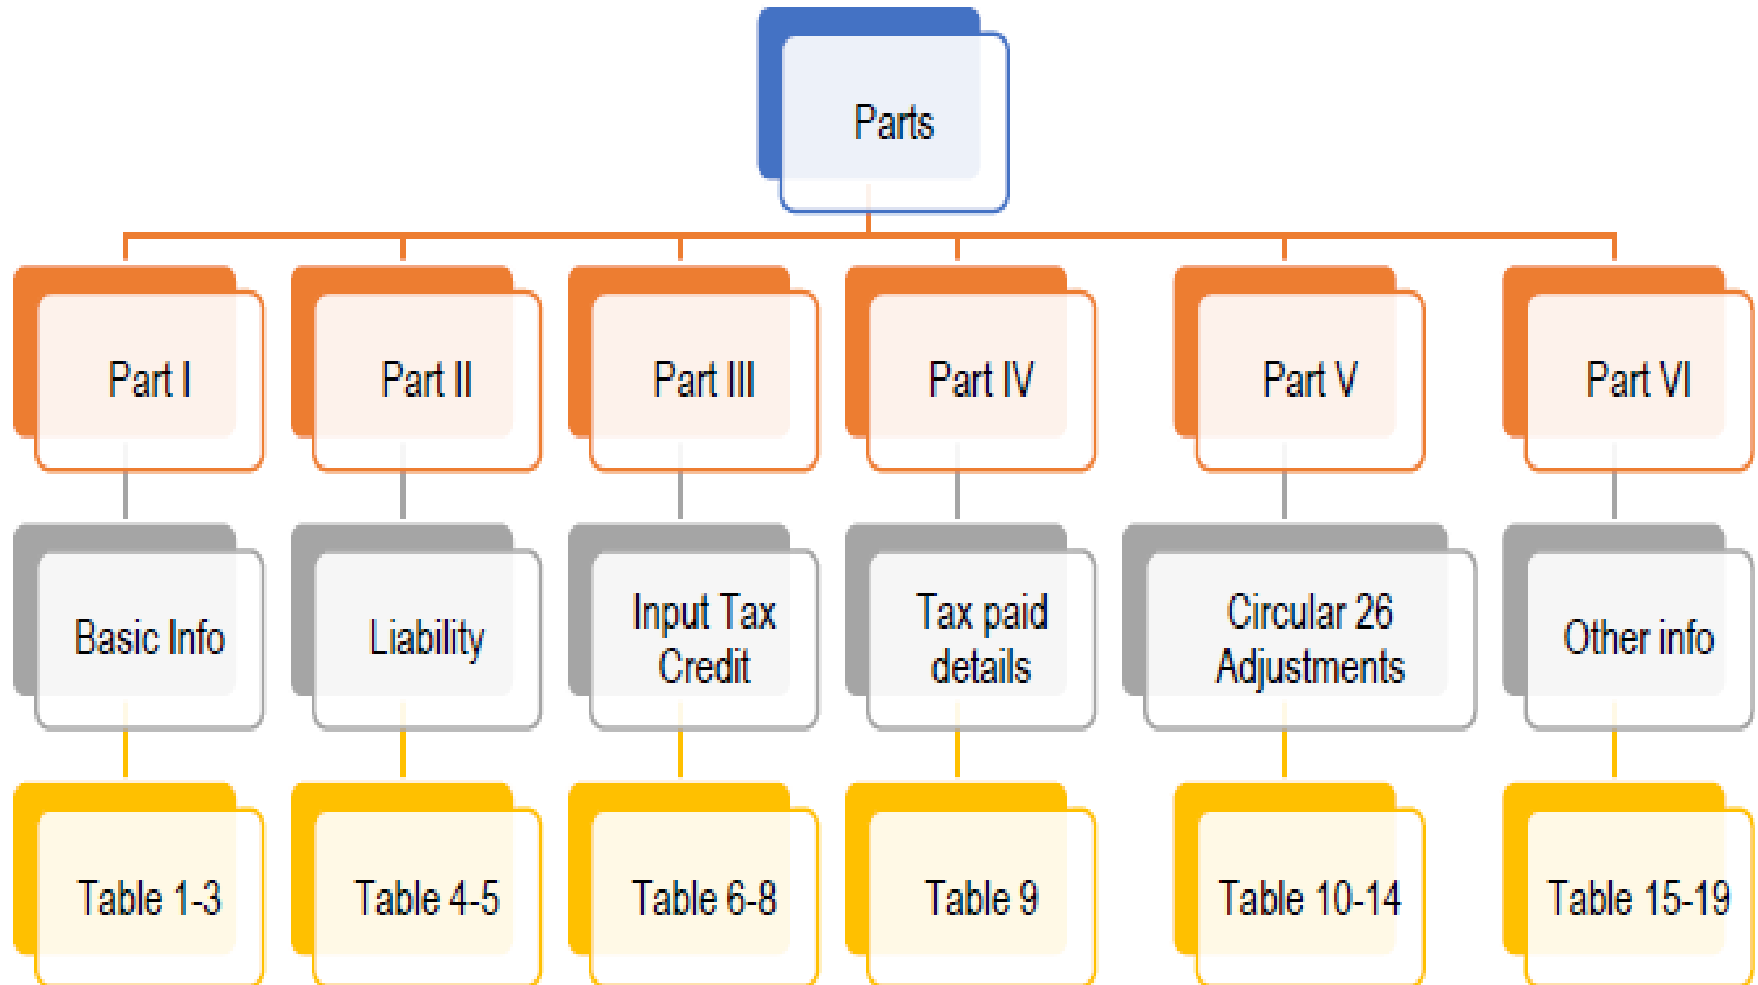 Parts
Part I
Part II
Part III
Part IV
Part V
Part VI
Basic Info
Liability
Input Tax
Credit
Tax paid
details
Circular 26
Adjustments
Other info
Table 1-3
Table 4-5
Table 6-8
Table 9
Table 10-14
Table 15-19